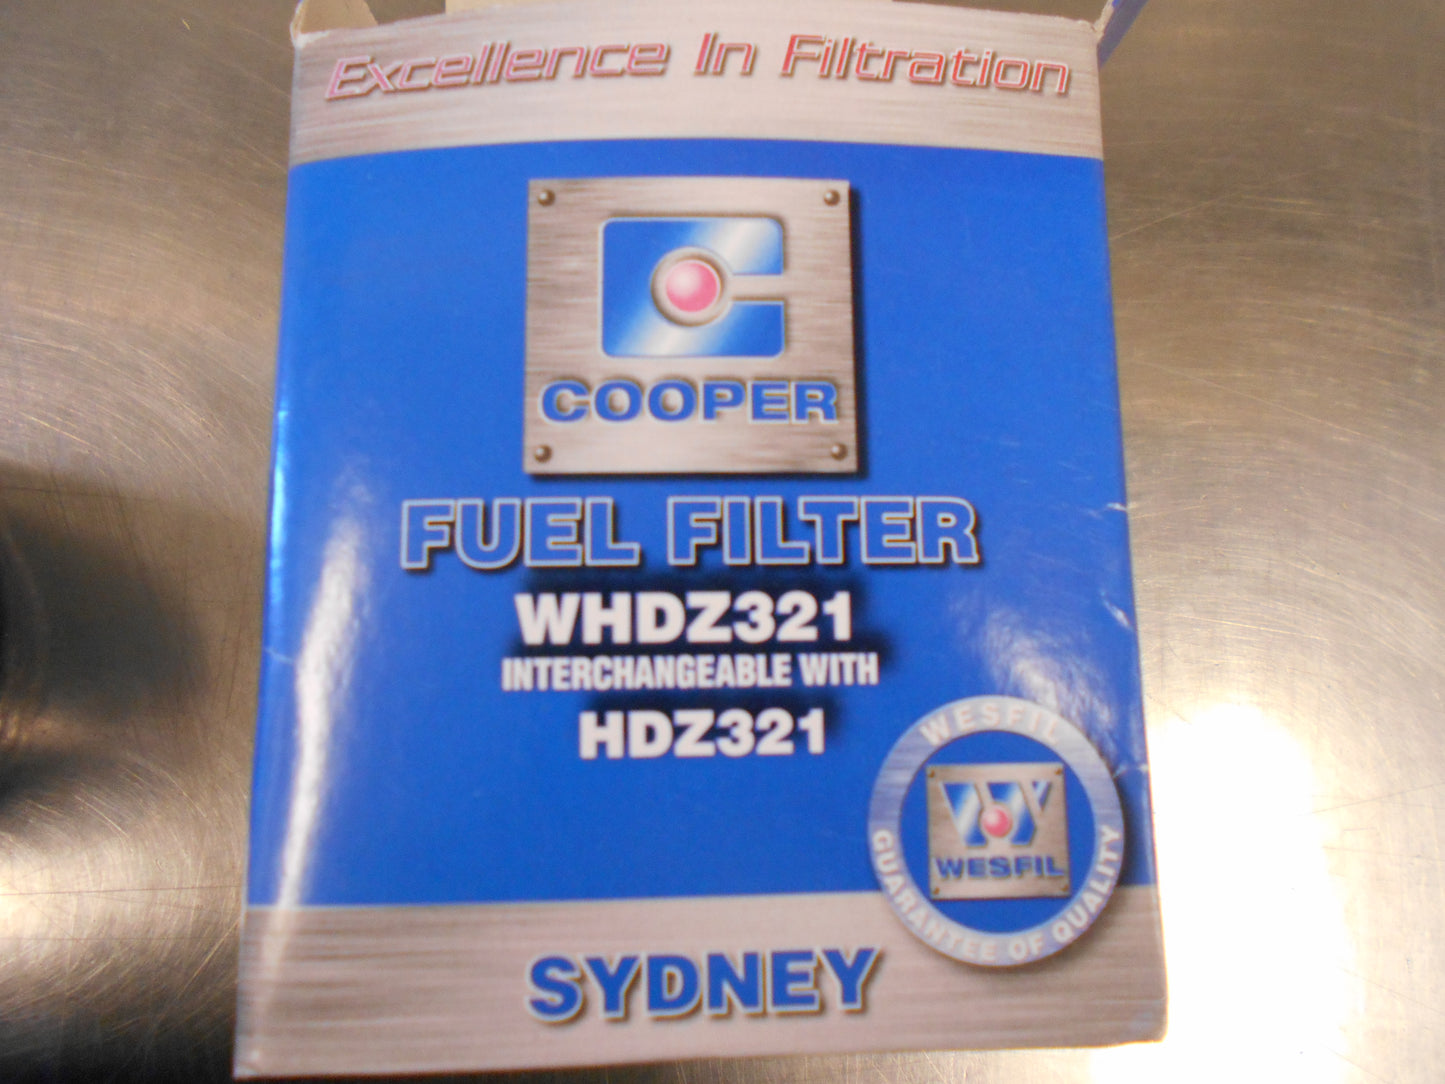 Excellence In Filtration
COOPER
FUEL FILTER
WHDZ321
INTERCHANGEABLE WITH
HDZ321
WESFIL
WESFIL
GUARANTEE OF QUALITY
SYDNEY